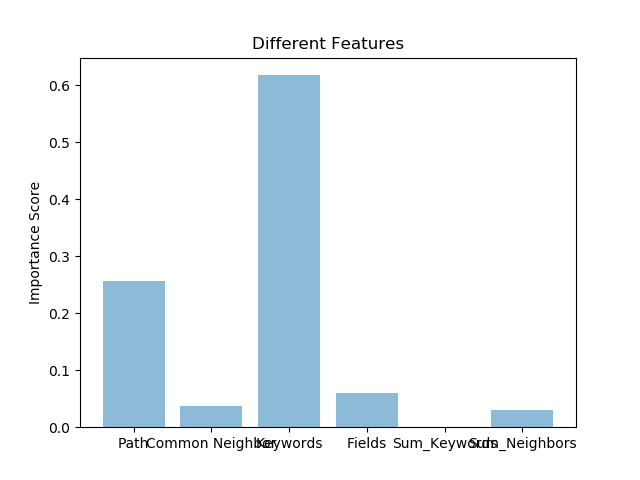 Different Features
Importance Score
0.6
0.5
0.4
0.3
0.2
0.1
0.0
Path
Common Neighbor
Keywords
Fields
Sum_Keywords
Sum_Neighbors